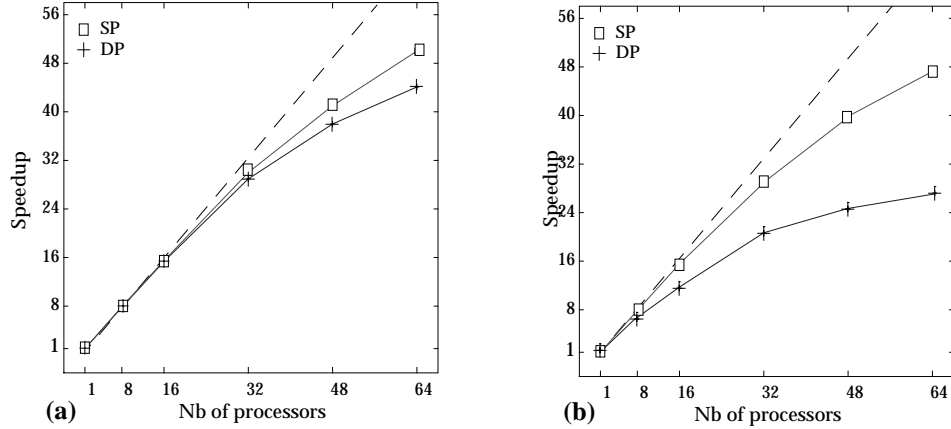 56
48
40
32
24
16
8
1
SP
DP
Speedup
1 8 16 32 48 64
(a) Nb of processors
56
48
40
32
24
16
8
1
SP
DP
Speedup
1 8 16 32 48 64
(b) Nb of processors